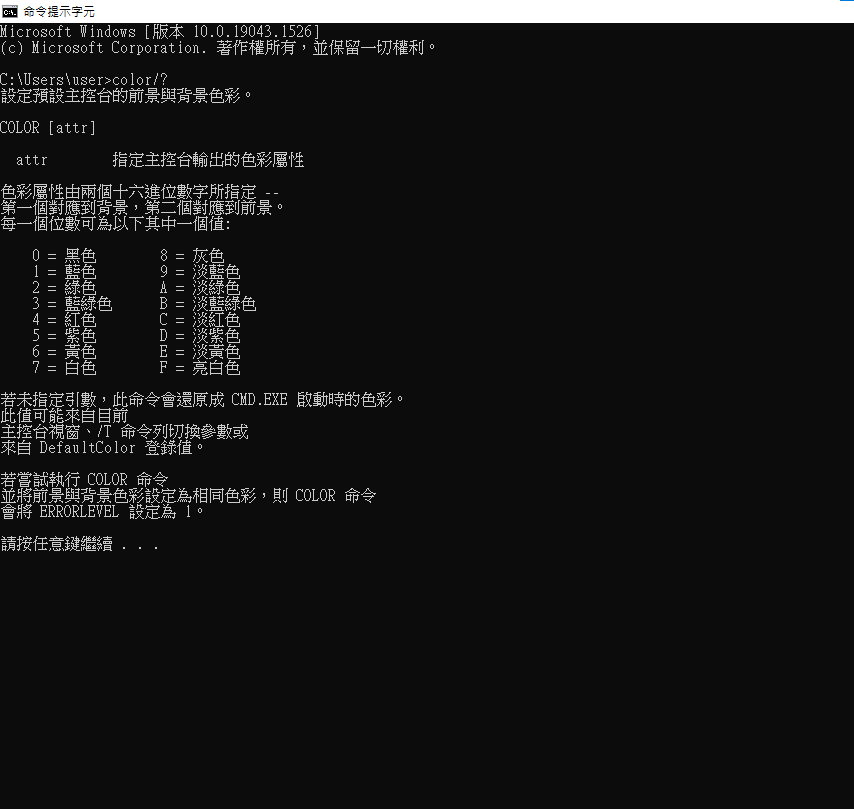 命令提示字元
Microsoft Windows [版本 10.0.19043.1526]
(c) Microsoft Corporation. 著作權所有，並保留一切權利。
C:\Users\user>color/?
設定預設主控台的前景與背景色彩。
COLOR [attr]
attr        指定主控台輸出的色彩屬性
色彩屬性由兩個十六進位數字所指定 --
第一個對應到背景，第二個對應到前景。
每一個位數可為以下其中一個值:
0 = 黑色        8 = 灰色
1 = 藍色        9 = 淡藍色
2 = 綠色        A = 淡綠色
3 = 藍綠色      B = 淡藍綠色
4 = 紅色        C = 淡紅色
5 = 紫色        D = 淡紫色
6 = 黃色        E = 淡黃色
7 = 白色        F = 亮白色
若未指定引數，此命令會還原成 CMD.EXE 啟動時的色彩。
此值可能來自目前
主控台視窗、/T 命令列切換參數或
來自 DefaultColor 登錄值。
若嘗試執行 COLOR 命令
並將前景與背景色彩設定為相同色彩，則 COLOR 命令
會將 ERRORLEVEL 設定為 1。
請按任意鍵繼續 . . .